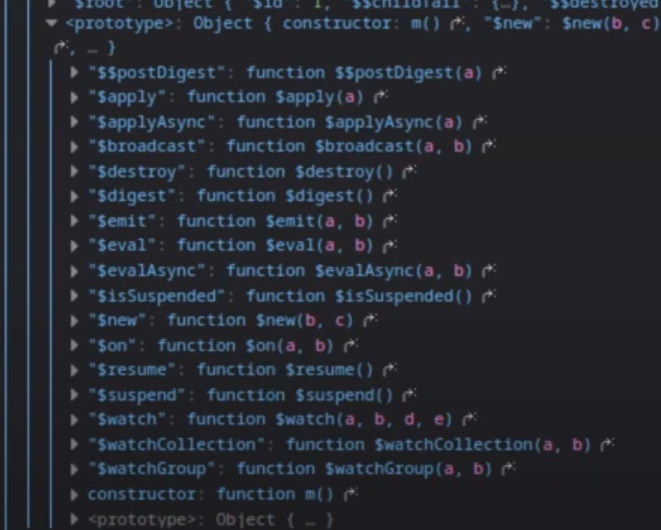 "$root": Object { "$id": 1, "$$childTail": {…}, "$$destroyed
<prototype>: Object { constructor: m(), "$new": $new(b, c)
, … }
"$$postDigest": function $$postDigest(a)
"$apply": function $apply(a)
"$applyAsync": function $applyAsync(a)
"$broadcast": function $broadcast(a, b)
"$destroy": function $destroy()
"$digest": function $digest()
"$emit": function $emit(a, b)
"$eval": function $eval(a, b)
"$evalAsync": function $evalAsync(a, b)
"$isSuspended": function $isSuspended()
"$new": function $new(b, c)
"$on": function $on(a, b)
"$resume": function $resume()
"$suspend": function $suspend()
"$watch": function $watch(a, b, d, e)
"$watchCollection": function $watchCollection(a, b)
"$watchGroup": function $watchGroup(a, b)
constructor: function m()
<prototype>: Object { … }